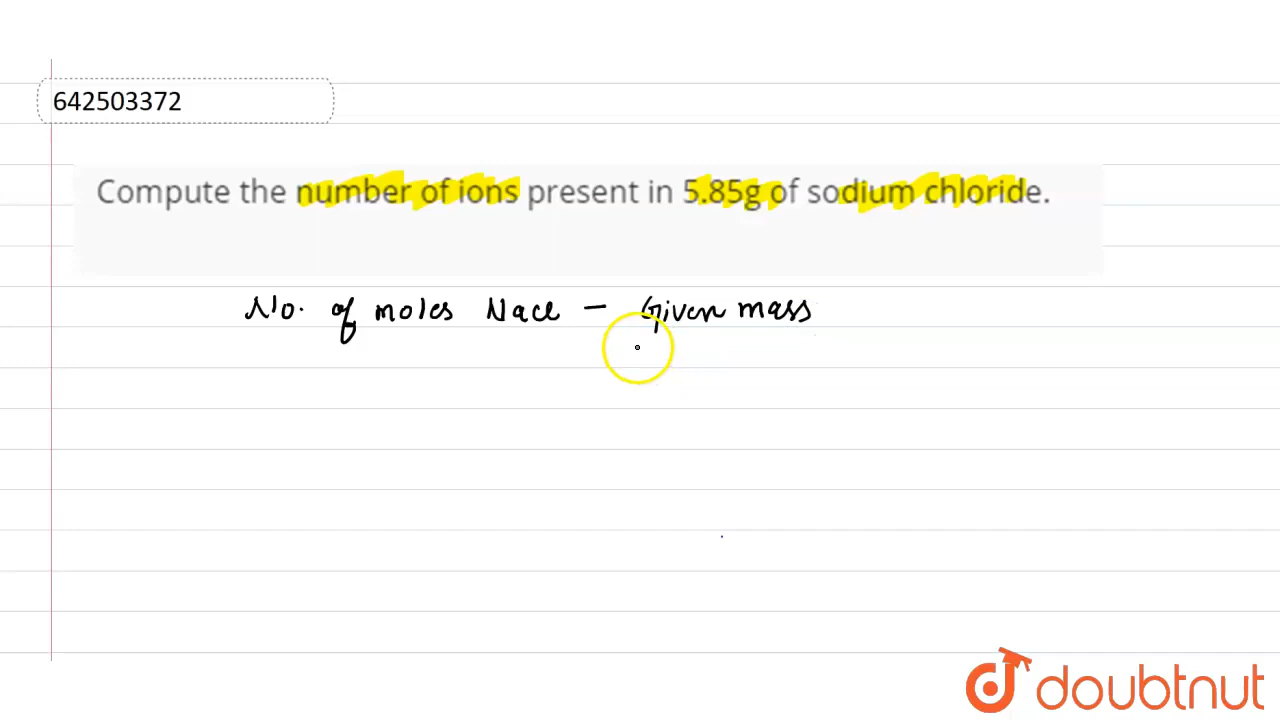 642503372
Compute the number of ions present in 5.85g of sodium chloride.
No. of moles Nacl – Given mass
doubtnut